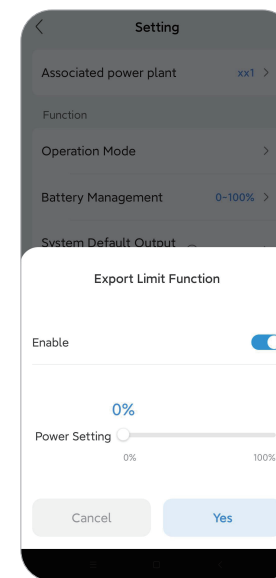 Setting
Associated power plant xx1
Function
Operation Mode
Battery Management 0~100%
System Default Output
Export Limit Function
Enable
0%
Power Setting
0% 100%
Cancel Yes